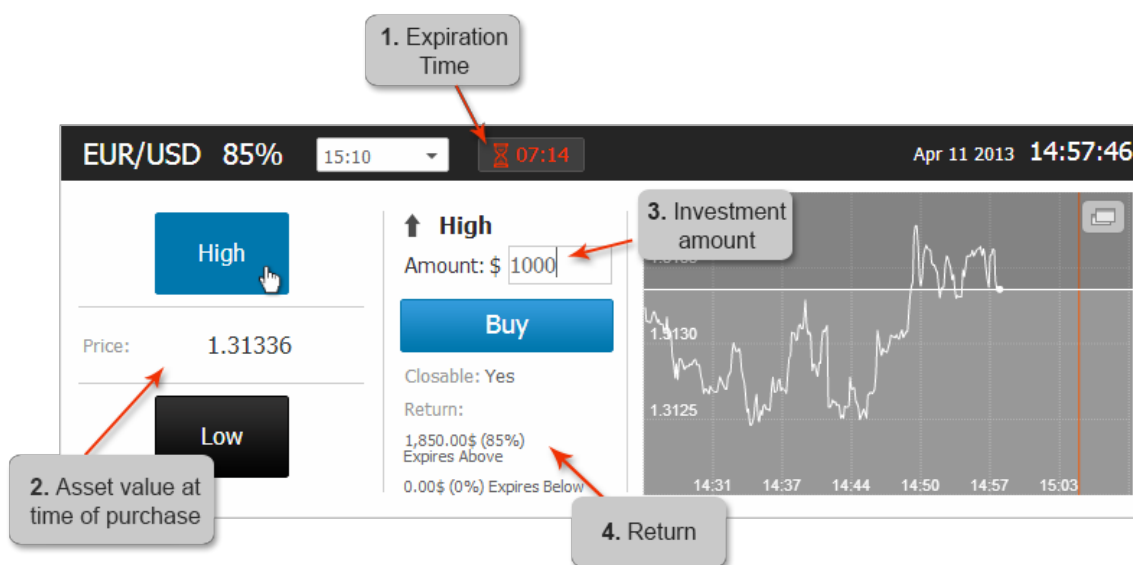 1. Expiration
Time
EUR/USD 85%
15:10
07:14
Apr 11 2013 14:57:46
High
Price: 1.31336
Low
2. Asset value at
time of purchase
High
Amount: $ 1000
Buy
Closable: Yes
Return:
1,850.00$ (85%)
Expires Above
0.00$ (0%) Expires Below
3. Investment
amount
4. Return
1.3130
1.3125
14:31 14:37 14:44 14:50 14:57 15:03